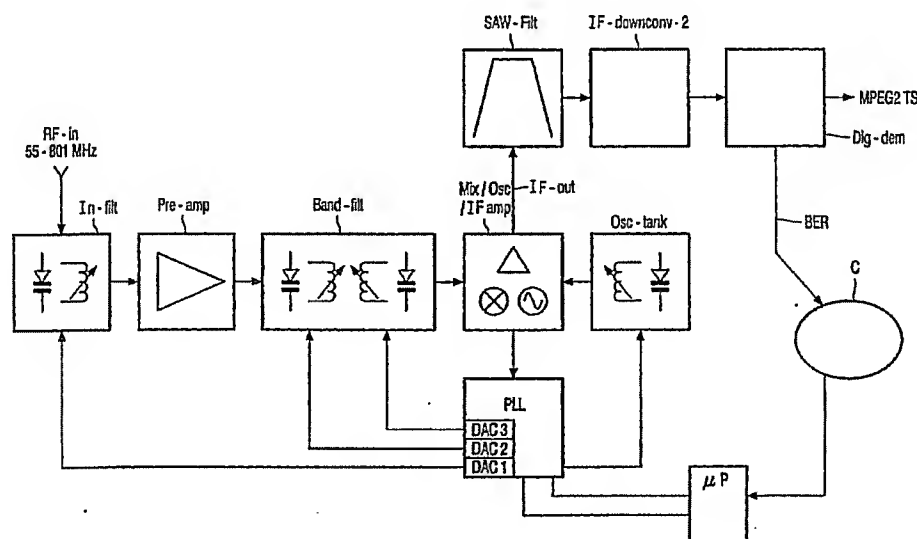 SAW-Filt
IF-downconv-2
MPEG2 TS
Dig-dem
RF-in
55-801 MHz
In-filt
Pre-amp
Band-filt
Mix/Osc
/IF amp
IF-out
Osc-tank
BER
C
PLL
DAC 3
DAC 2
DAC 1
μP